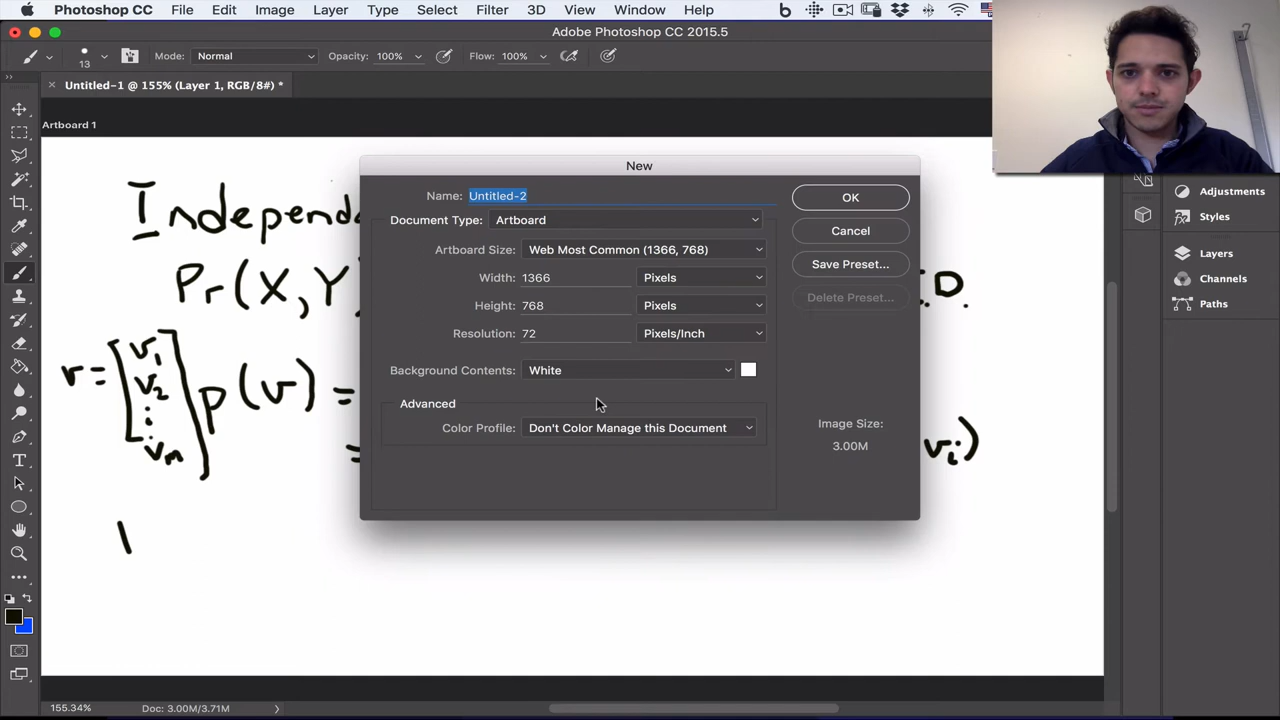 Photoshop CC File Edit Image Layer Type Select Filter 3D View Window Help
Adobe Photoshop CC 2015.5
13 Mode: Normal Opacity: 100% Flow: 100%
× Untitled-1 @ 155% (Layer 1, RGB/8#) *
Artboard 1
New
Name: Untitled-2
OK
Document Type: Artboard
Cancel
Artboard Size: Web Most Common (1366, 768)
Save Preset...
Width: 1366 Pixels
Delete Preset...
Height: 768 Pixels
Resolution: 72 Pixels/Inch
Background Contents: White
Advanced
Color Profile: Don't Color Manage this Document
Image Size:
3.00M
Adjustments
Styles
Layers
Channels
Paths
Independ
Pr(X,Y .D.
v = [v1 v2 : vm] p(v) =
= vi)
155.34% Doc: 3.00M/3.71M